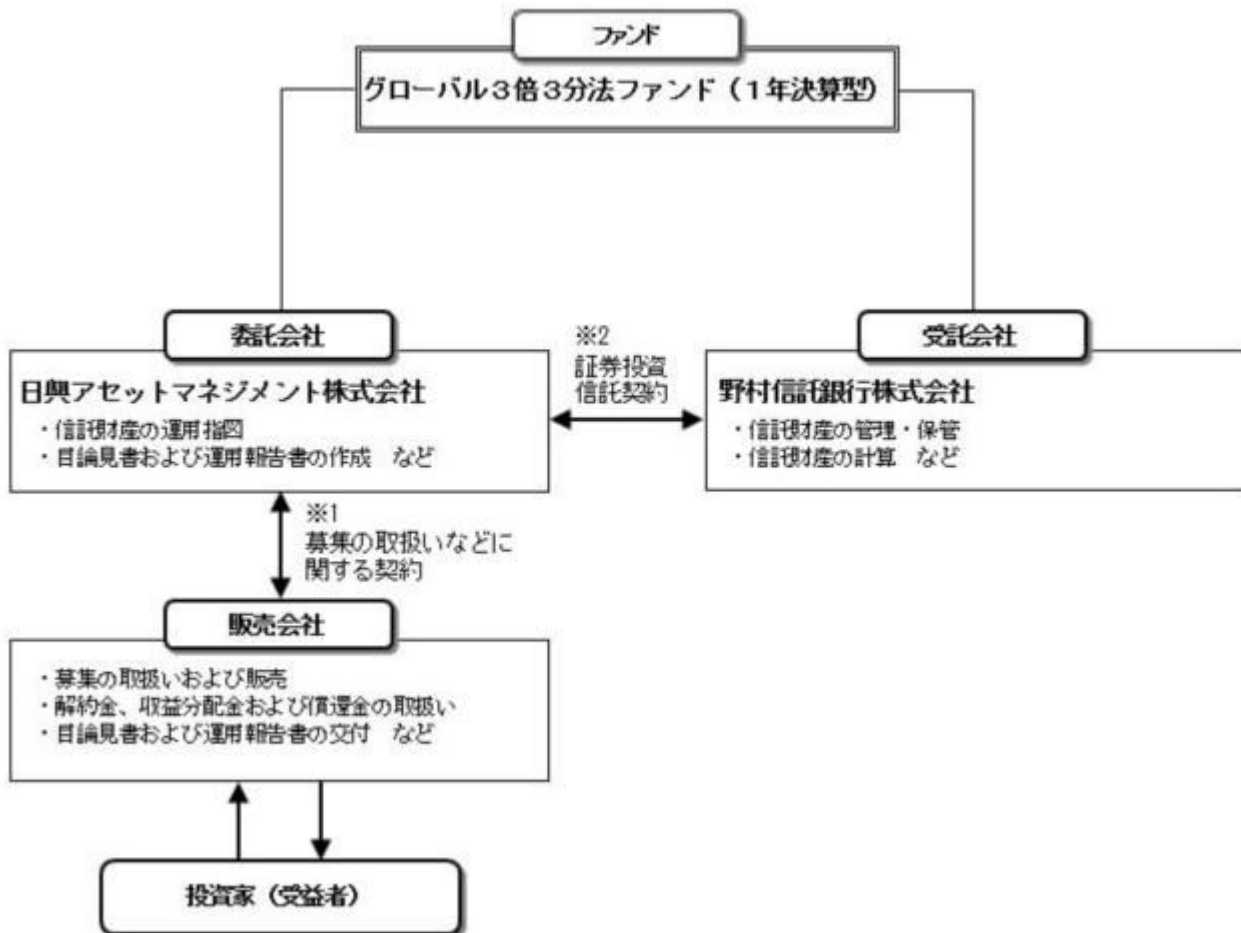 ファンド
グローバル３倍３分法ファンド（１年決算型）
委託会社
日興アセットマネジメント株式会社
・信託財産の運用指図
・目論見書および運用報告書の作成　など
※2
証券投資
信託契約
受託会社
野村信託銀行株式会社
・信託財産の管理・保管
・信託財産の計算　など
※1
募集の取扱いなどに
関する契約
販売会社
・募集の取扱いおよび販売
・解約金、収益分配金および償還金の取扱い
・目論見書および運用報告書の交付　など
投資家（受益者）